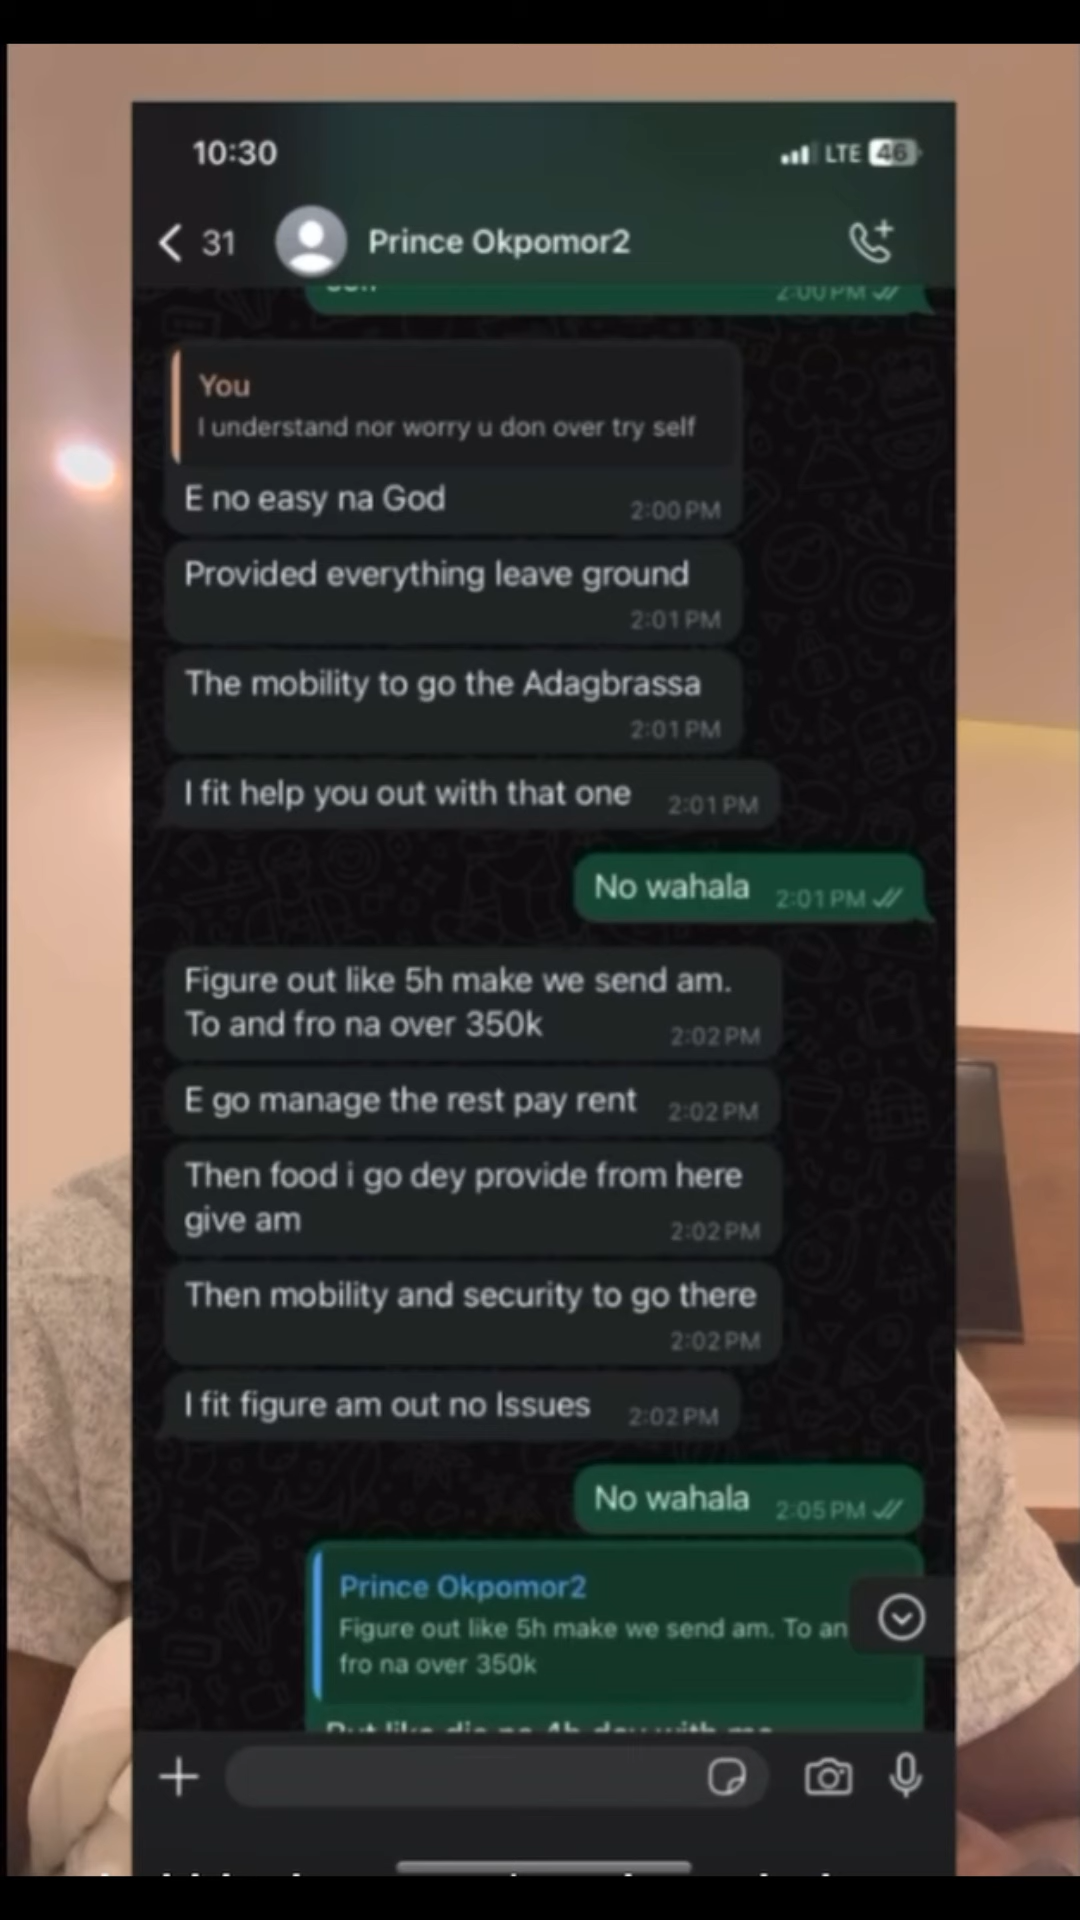 10:30
LTE 46
31
Prince Okpomor2
2:00 PM
You
I understand nor worry u don over try self
E no easy na God
2:00 PM
Provided everything leave ground
2:01 PM
The mobility to go the Adagbrassa
2:01 PM
I fit help you out with that one
2:01 PM
No wahala
2:01 PM
Figure out like 5h make we send am.
To and fro na over 350k
2:02 PM
E go manage the rest pay rent
2:02 PM
Then food i go dey provide from here
give am
2:02 PM
Then mobility and security to go there
2:02 PM
I fit figure am out no Issues
2:02 PM
No wahala
2:05 PM
Prince Okpomor2
Figure out like 5h make we send am. To an
fro na over 350k